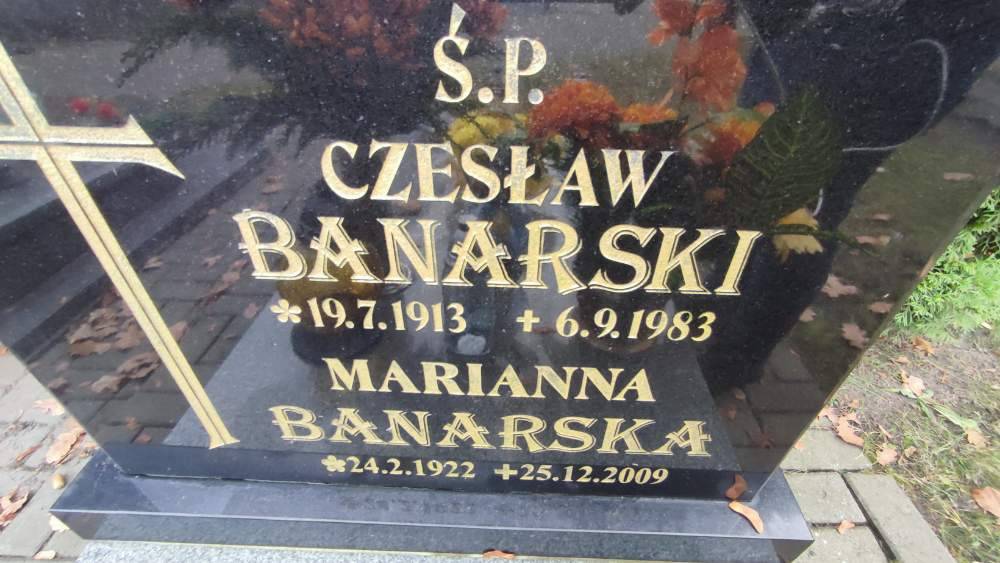 Ś.P.
CZESŁAW
BANARSKI
*19.7.1913 +6.9.1983
MARIANNA
BANARSKA
*24.2.1922 +25.12.2009